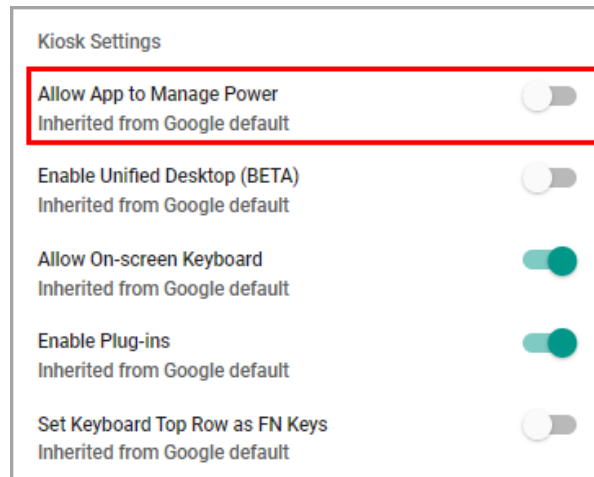 Kiosk Settings
Allow App to Manage Power
Inherited from Google default
Enable Unified Desktop (BETA)
Inherited from Google default
Allow On-screen Keyboard
Inherited from Google default
Enable Plug-ins
Inherited from Google default
Set Keyboard Top Row as FN Keys
Inherited from Google default